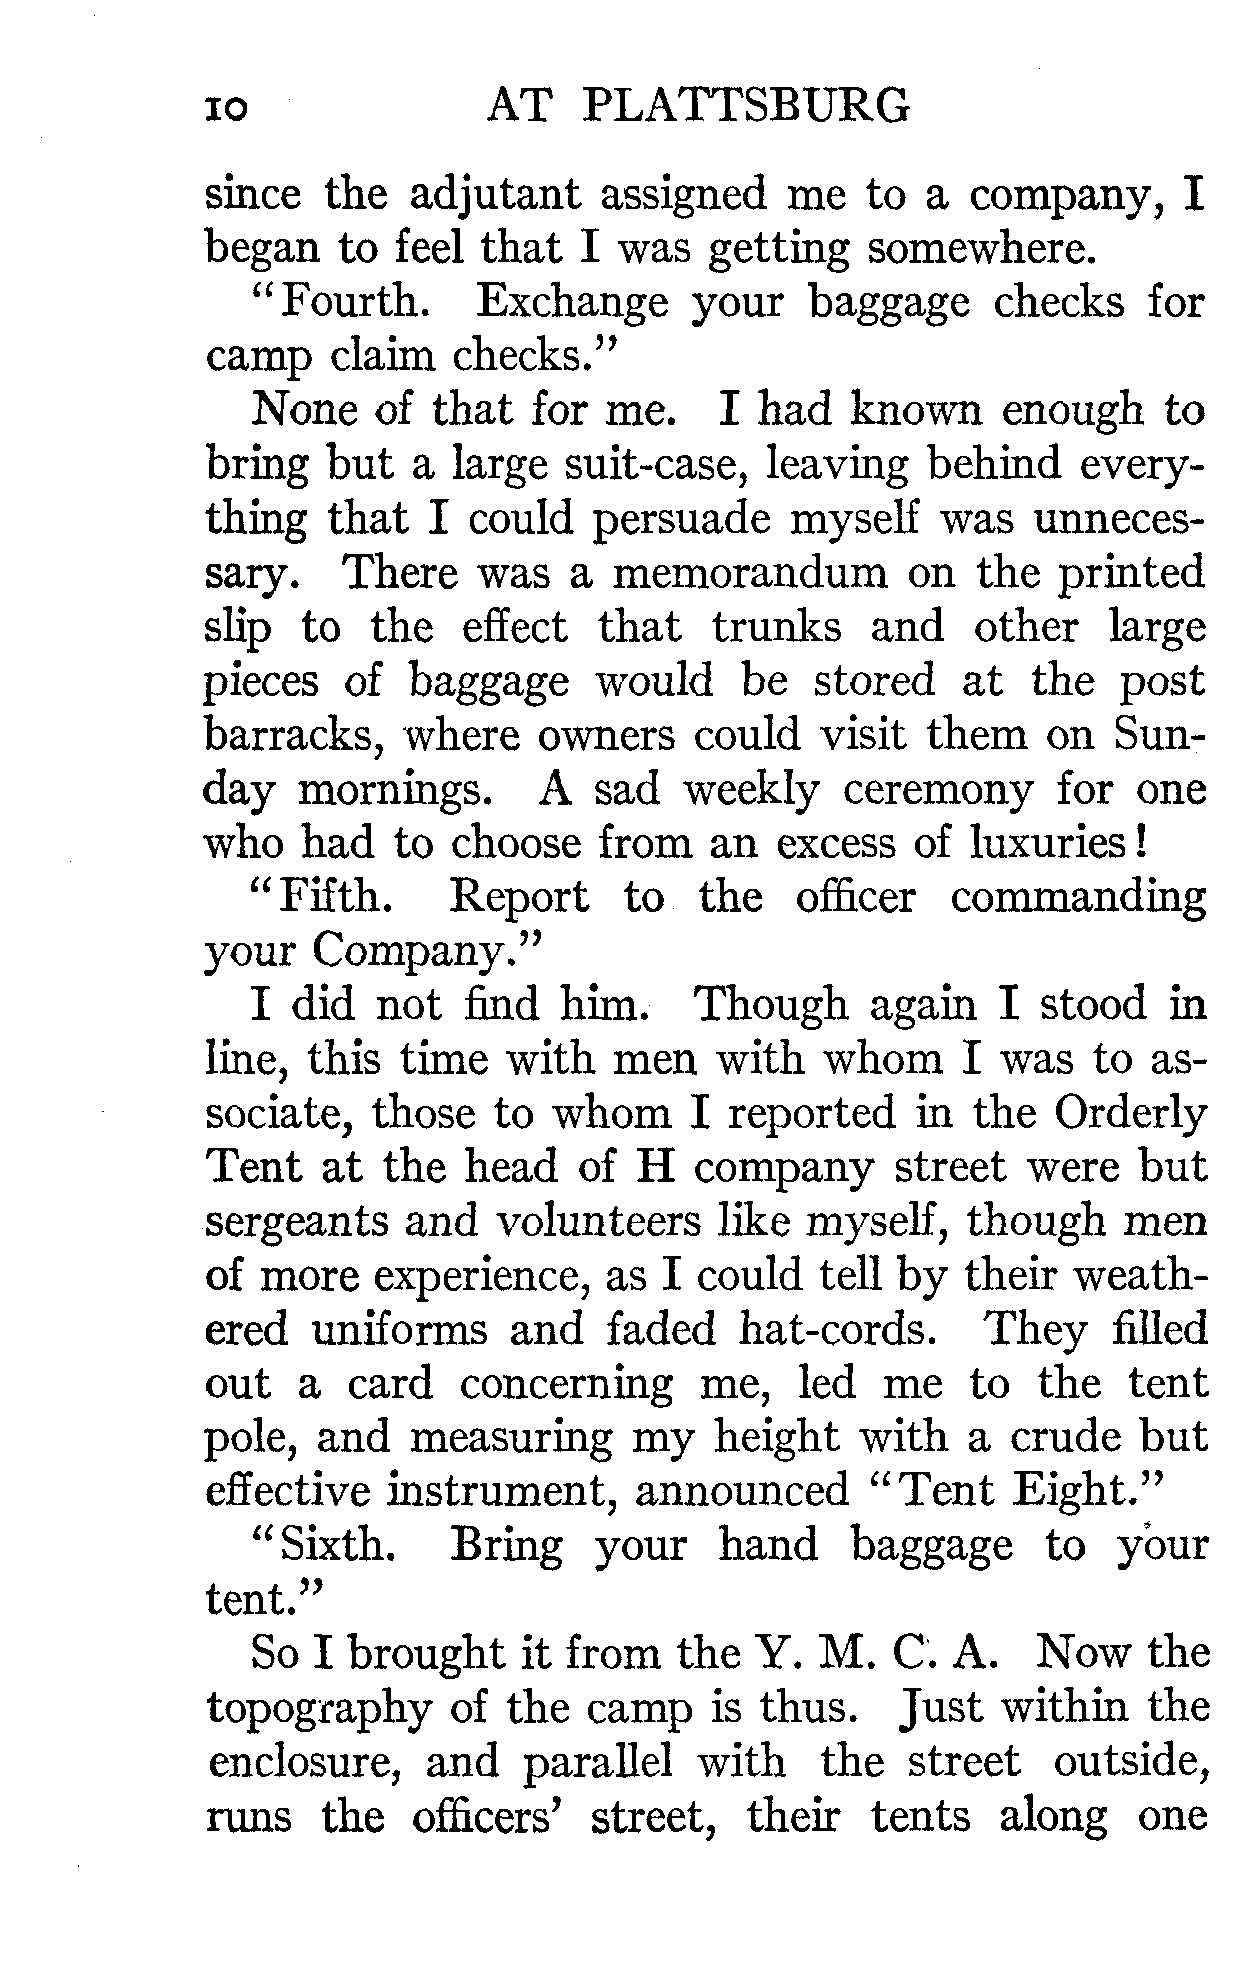 10 AT PLATTSBURG
since the adjutant assigned me to a company, I
began to feel that I was getting somewhere.
"Fourth. Exchange your baggage checks for
camp claim checks."
None of that for me. I had known enough to
bring but a large suit-case, leaving behind every-
thing that I could persuade myself was unneces-
sary. There was a memorandum on the printed
slip to the effect that trunks and other large
pieces of baggage would be stored at the post
barracks, where owners could visit them on Sun-
day mornings. A sad weekly ceremony for one
who had to choose from an excess of luxuries!
"Fifth. Report to the officer commanding
your Company."
I did not find him. Though again I stood in
line, this time with men with whom I was to as-
sociate, those to whom I reported in the Orderly
Tent at the head of H company street were but
sergeants and volunteers like myself, though men
of more experience, as I could tell by their weath-
ered uniforms and faded hat-cords. They filled
out a card concerning me, led me to the tent
pole, and measuring my height with a crude but
effective instrument, announced "Tent Eight."
"Sixth. Bring your hand baggage to your
tent."
So I brought it from the Y. M. C. A. Now the
topography of the camp is thus. Just within the
enclosure, and parallel with the street outside,
runs the officers' street, their tents along one